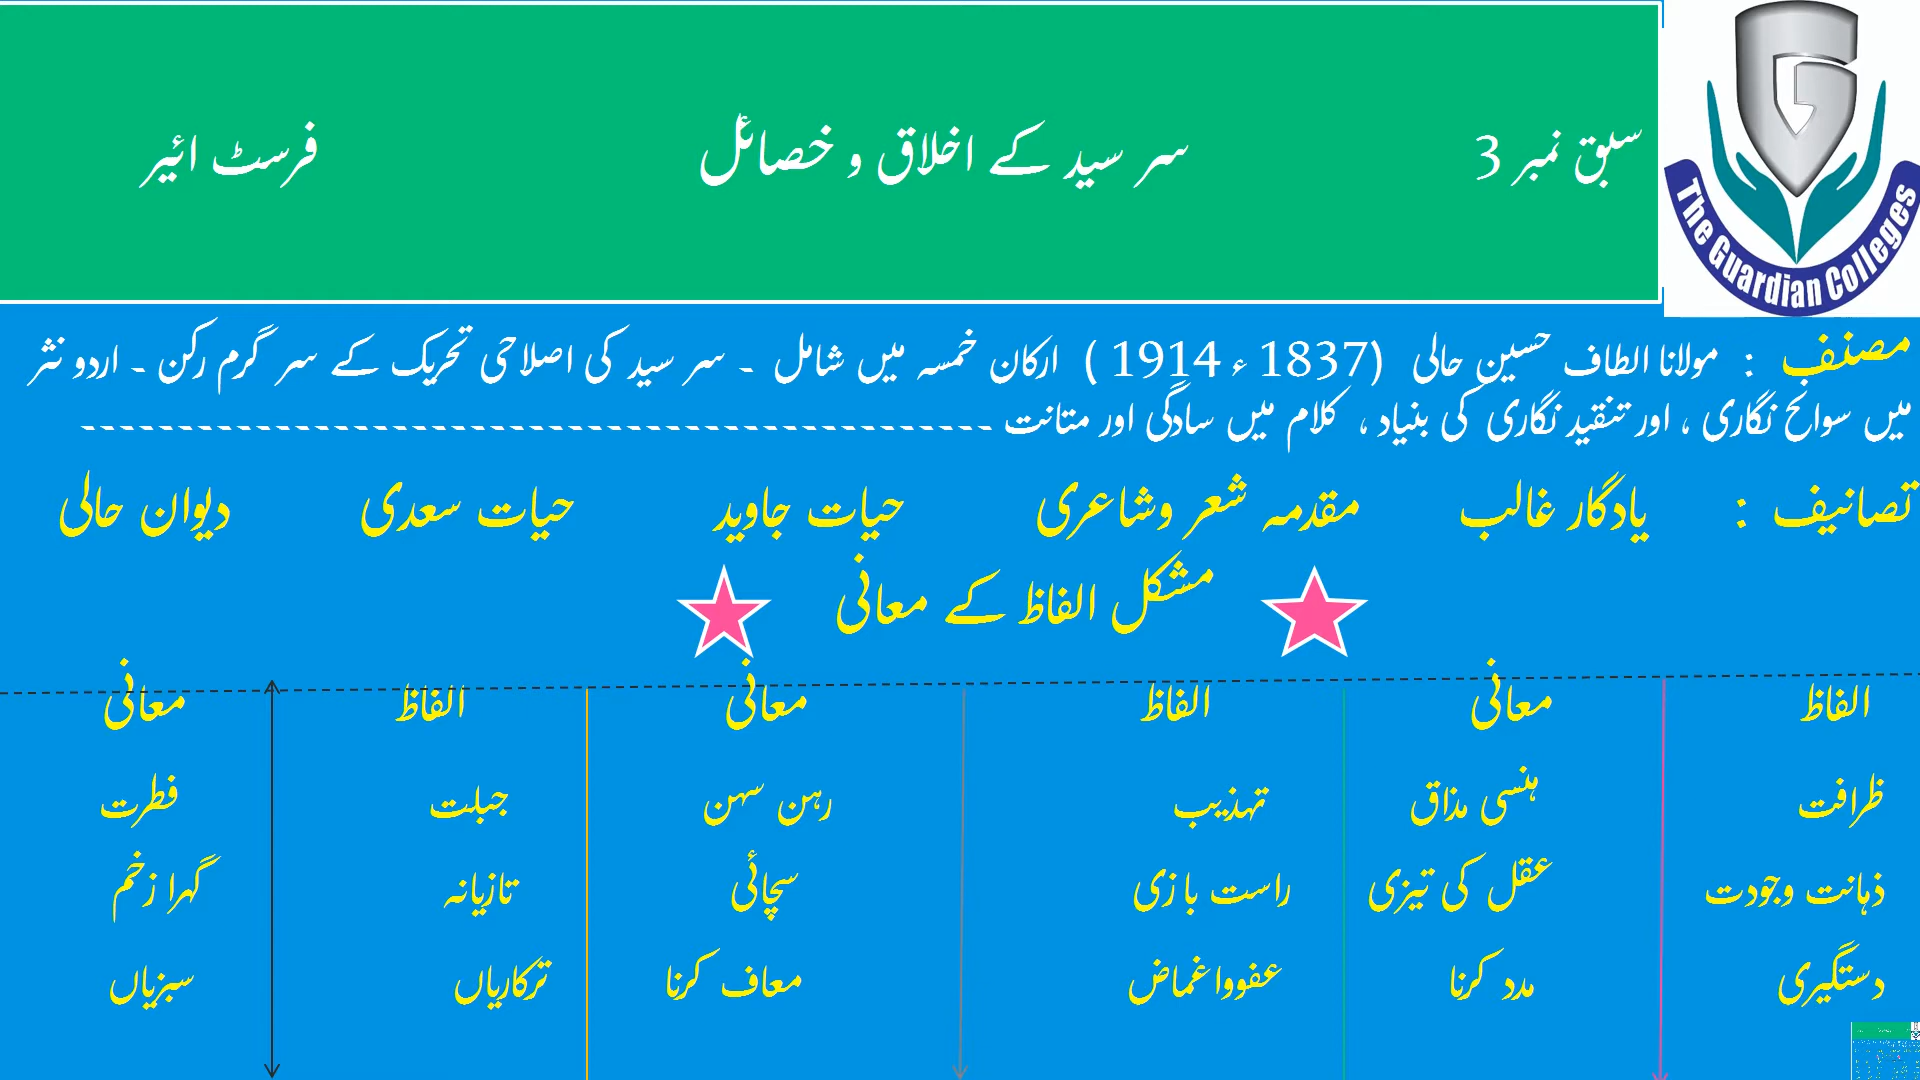 سبق نمبر 3 سر سید کے اخلاق و خصائل فرسٹ ائیر
The Guardian Colleges
مصنف : مولانا الطاف حسین حالی (1837 ء 1914 ) ارکان خمسہ میں شامل ۔ سر سید کی اصلاحی تحریک کے سر گرم رکن ۔ اردو نثر
میں سوانح نگاری ، اور تنقید نگاری کی بنیاد ، کلام میں سادگی اور متانت ۔۔۔۔۔۔۔۔۔۔۔۔۔۔۔۔۔۔۔۔۔۔۔۔۔۔۔۔۔۔۔۔۔۔۔۔۔۔۔۔۔۔۔۔۔۔۔
تصانیف : یادگار غالب مقدمہ شعر وشاعری حیات جاوید حیات سعدی دیوان حالی
مشکل الفاظ کے معانی
الفاظ معانی الفاظ معانی الفاظ معانی
ظرافت ہنسی مذاق تہذیب رہن سہن جبلت فطرت
ذہانت وجودت عقل کی تیزی راست بازی سچائی تازیانہ گہرا زخم
دستگیری مدد کرنا عفوواغماض معاف کرنا ترکاریاں سبزیاں